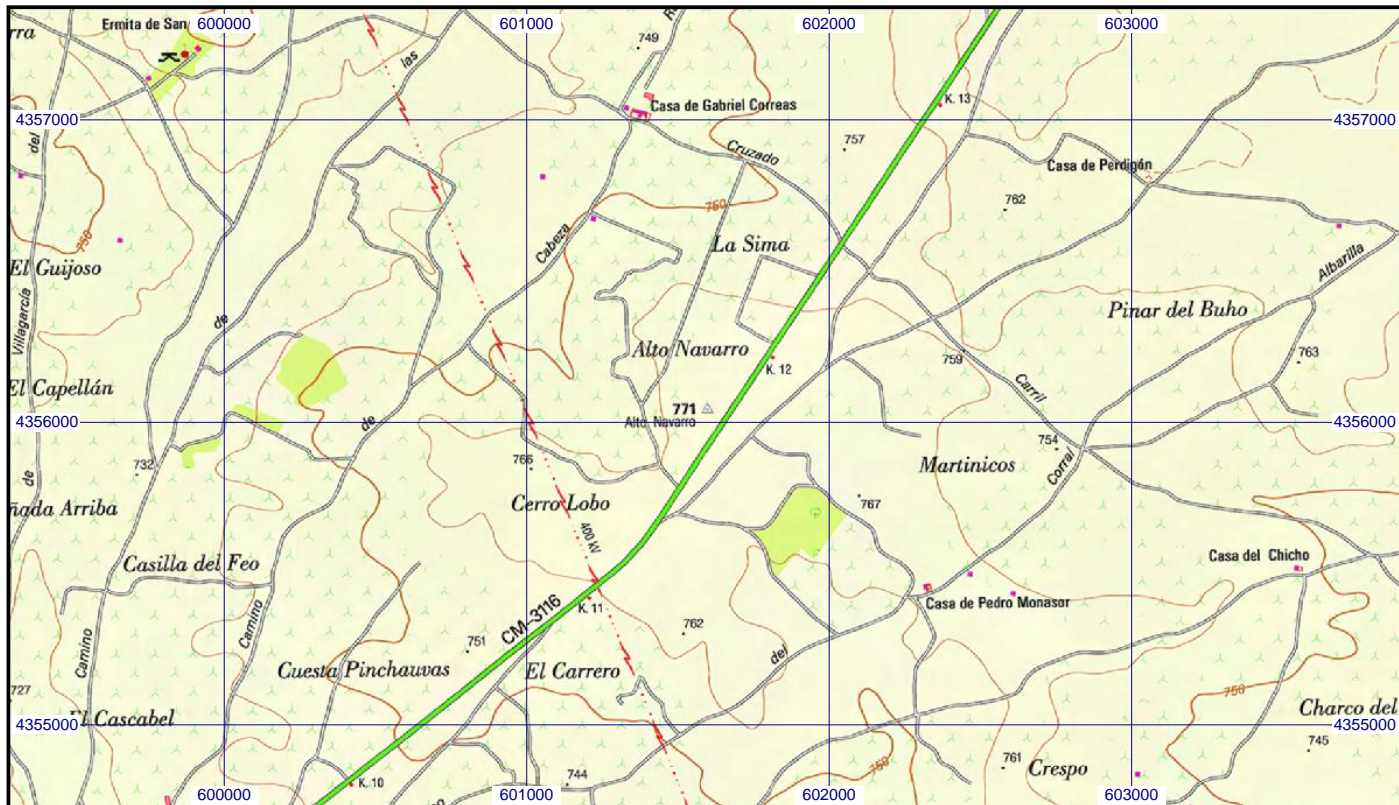 600000
601000
602000
603000
Ermita de San
rra
las
749
Casa de Gabriel Correas
K. 13
4357000
4357000
del
757
Cruzado
Casa de Perdigón
762
750
750
Cabeza
La Sima
El Guijoso
Albarilla
Villagarcía
de
Pinar del Buho
Alto Navarro
759
763
K. 12
El Capellán
Carril
771
Alto Navarro
4356000
4356000
de
754
766
732
Martinicos
Corral
de
Cerro Lobo
767
ñada Arriba
400 kV
Casilla del Feo
Casa del Chicho
K. 11
Casa de Pedro Monasor
CM-3116
Camino
Camino
751
762
del
Cuesta Pinchauvas
El Carrero
727
750
El Cascabel
Charco del
4355000
4355000
745
750
761
Crespo
744
K. 10
600000
601000
602000
603000